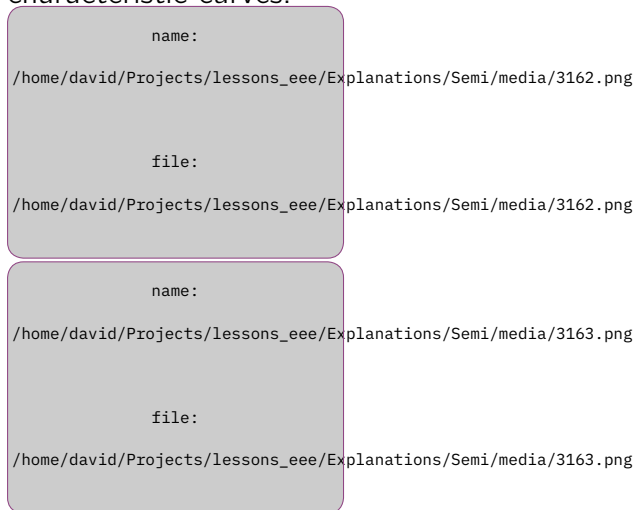 characteristic curves.
name:
/home/david/Projects/lessons_eee/Explanations/Semi/media/3162.png
file:
/home/david/Projects/lessons_eee/Explanations/Semi/media/3162.png
name:
/home/david/Projects/lessons_eee/Explanations/Semi/media/3163.png
file:
/home/david/Projects/lessons_eee/Explanations/Semi/media/3163.png